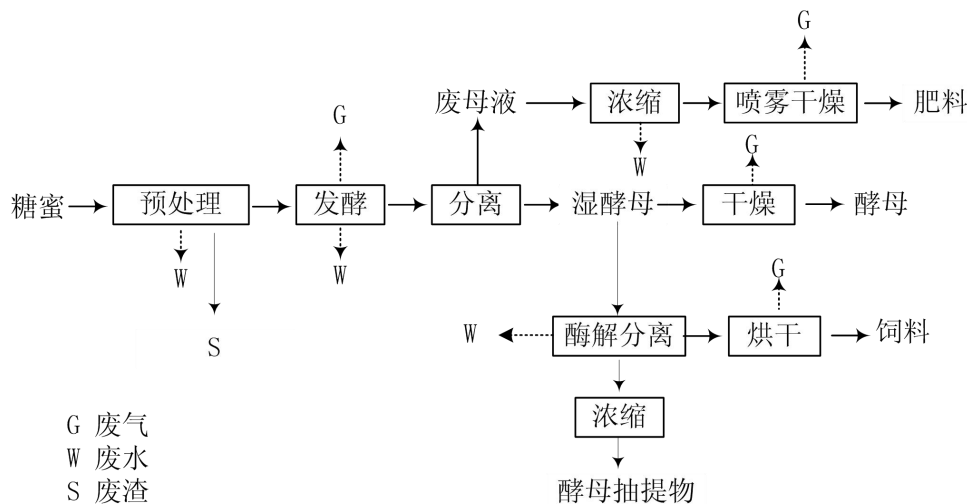 G
废母液
浓缩
喷雾干燥
肥料
G
W
G
糖蜜
预处理
发酵
分离
湿酵母
干燥
酵母
W
W
G
W
酶解分离
烘干
饲料
S
浓缩
G 废气
W 废水
S 废渣
酵母抽提物